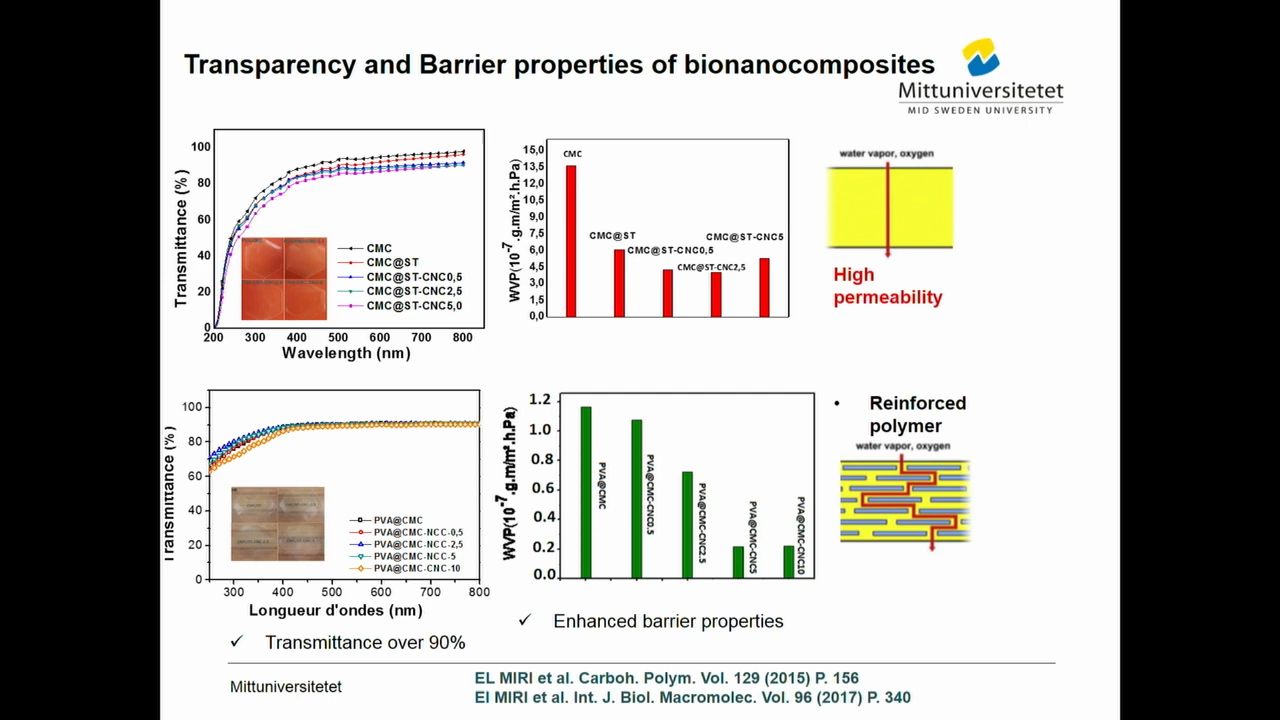 Transparency and Barrier properties of bionanocomposites
Mittuniversitetet
MID SWEDEN UNIVERSITY
Transmittance (%)
100
80
60
40
20
0
200 300 400 500 600 700 800
Wavelength (nm)
CMC
CMC@ST
CMC@ST-CNC0,5
CMC@ST-CNC2,5
CMC@ST-CNC5,0
WVP(10-7.g.m/m².h.Pa)
15,0
13,5
12,0
10,5
9,0
7,5
6,0
4,5
3,0
1,5
0,0
CMC
CMC@ST
CMC@ST-CNC0,5
CMC@ST-CNC2,5
CMC@ST-CNC5
water vapor, oxygen
High
permeability
Transmittance (%)
100
80
60
40
20
0
300 400 500 600 700 800
Longueur d'ondes (nm)
PVA@CMC
PVA@CMC-NCC-0,5
PVA@CMC-NCC-2,5
PVA@CMC-NCC-5
PVA@CMC-CNC-10
✓ Transmittance over 90%
WVP(10-7.g.m/m².h.Pa)
1.2
1.0
0.8
0.6
0.4
0.2
0.0
PVA@CMC
PVA@CMC-CNC0.5
PVA@CMC-CNC2.5
PVA@CMC-CNC5
PVA@CMC-CNC10
✓ Enhanced barrier properties
• Reinforced
polymer
water vapor, oxygen
Mittuniversitetet
EL MIRI et al. Carboh. Polym. Vol. 129 (2015) P. 156
El MIRI et al. Int. J. Biol. Macromolec. Vol. 96 (2017) P. 340